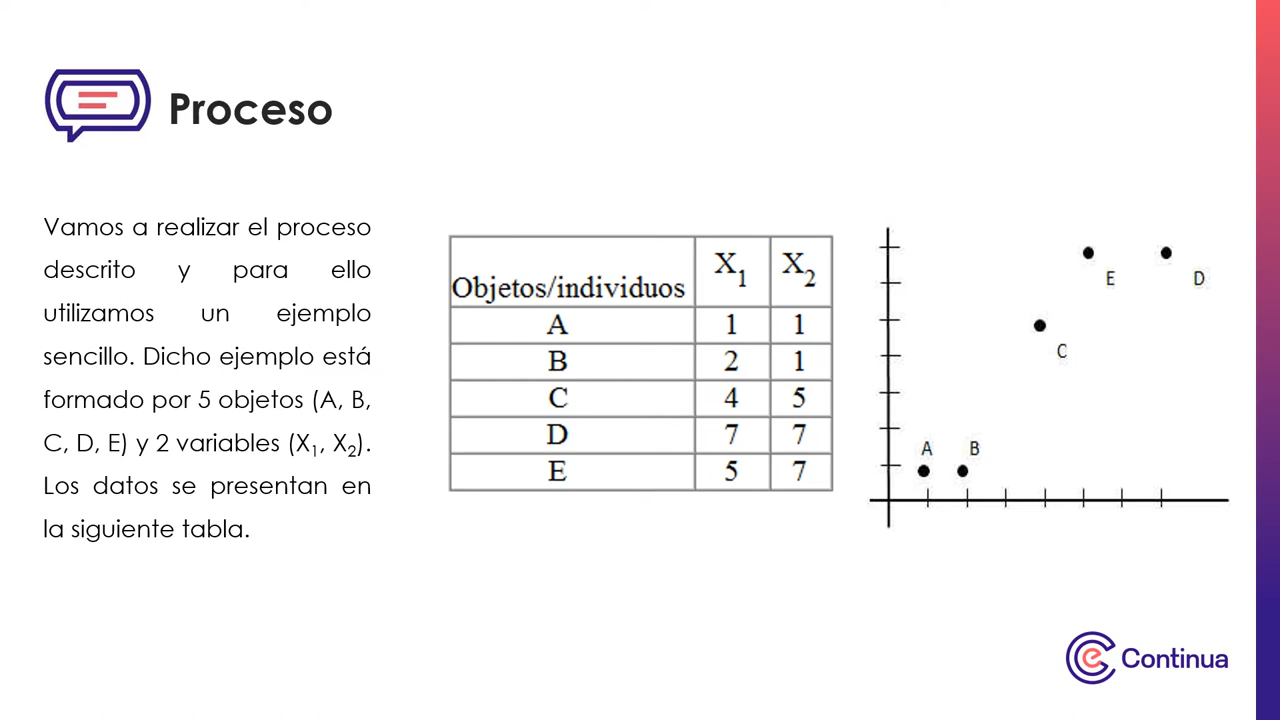 Proceso
Vamos a realizar el proceso
descrito y para ello
utilizamos un ejemplo
sencillo. Dicho ejemplo está
formado por 5 objetos (A, B,
C, D, E) y 2 variables (X₁, X₂).
Los datos se presentan en
la siguiente tabla.
Objetos/individuos X₁ X₂
A 1 1
B 2 1
C 4 5
D 7 7
E 5 7
E D
C
A B
e Continua